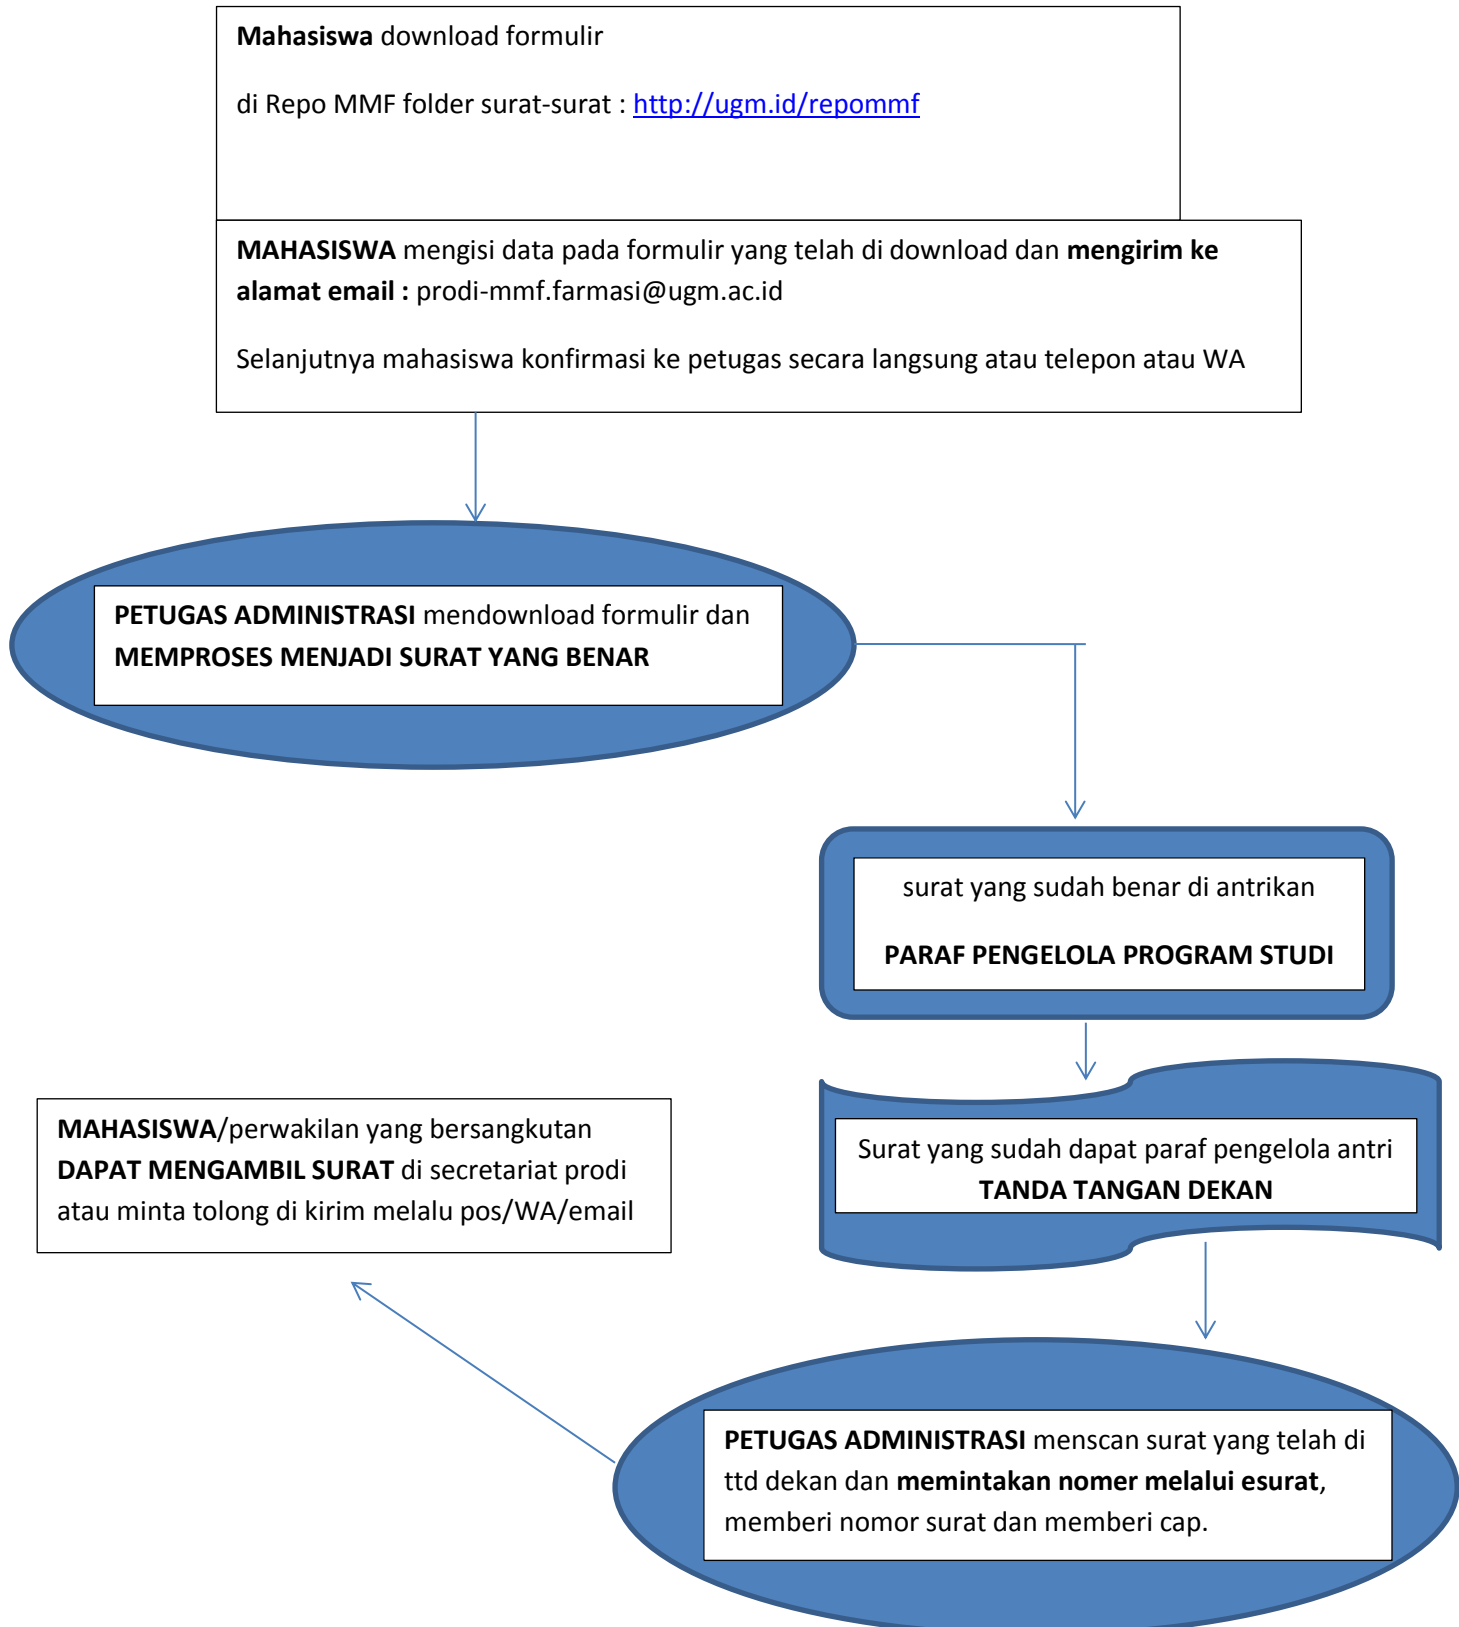 Mahasiswa download formulir
di Repo MMF folder surat-surat : http://ugm.id/repommf
MAHASISWA mengisi data pada formulir yang telah di download dan mengirim ke
alamat email : prodi-mmf.farmasi@ugm.ac.id
Selanjutnya mahasiswa konfirmasi ke petugas secara langsung atau telepon atau WA
PETUGAS ADMINISTRASI mendownload formulir dan
MEMPROSES MENJADI SURAT YANG BENAR
surat yang sudah benar di antrikan
PARAF PENGELOLA PROGRAM STUDI
Surat yang sudah dapat paraf pengelola antri
TANDA TANGAN DEKAN
PETUGAS ADMINISTRASI menscan surat yang telah di
ttd dekan dan memintakan nomer melalui esurat,
memberi nomor surat dan memberi cap.
MAHASISWA/perwakilan yang bersangkutan
DAPAT MENGAMBIL SURAT di secretariat prodi
atau minta tolong di kirim melalu pos/WA/email